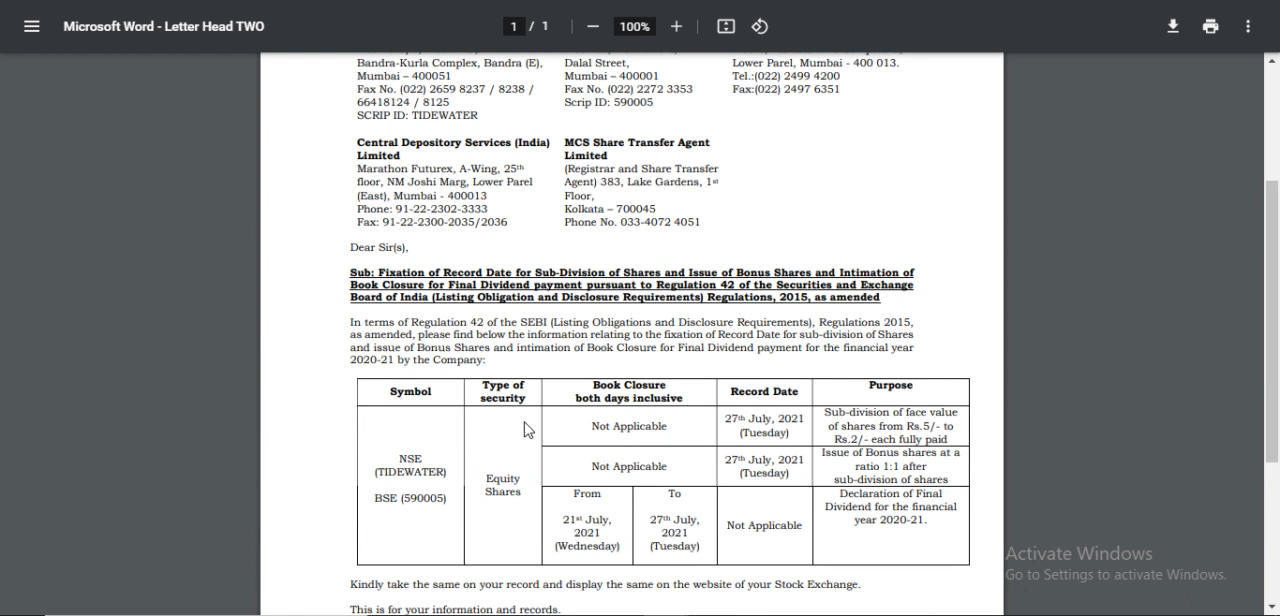 Microsoft Word - Letter Head TWO
1 / 1
100%
Bandra-Kurla Complex, Bandra (E),
Mumbai – 400051
Fax No. (022) 2659 8237 / 8238 /
66418124 / 8125
SCRIP ID: TIDEWATER
Dalal Street,
Mumbai – 400001
Fax No. (022) 2272 3353
Scrip ID: 590005
Lower Parel, Mumbai - 400 013.
Tel.:(022) 2499 4200
Fax:(022) 2497 6351
Central Depository Services (India)
Limited
Marathon Futurex, A-Wing, 25th
floor, NM Joshi Marg, Lower Parel
(East), Mumbai - 400013
Phone: 91-22-2302-3333
Fax: 91-22-2300-2035/2036
MCS Share Transfer Agent
Limited
(Registrar and Share Transfer
Agent) 383, Lake Gardens, 1st
Floor,
Kolkata – 700045
Phone No. 033-4072 4051
Dear Sir(s),
Sub: Fixation of Record Date for Sub-Division of Shares and Issue of Bonus Shares and Intimation of
Book Closure for Final Dividend payment pursuant to Regulation 42 of the Securities and Exchange
Board of India (Listing Obligation and Disclosure Requirements) Regulations, 2015, as amended
In terms of Regulation 42 of the SEBI (Listing Obligations and Disclosure Requirements), Regulations 2015,
as amended, please find below the information relating to the fixation of Record Date for sub-division of Shares
and issue of Bonus Shares and intimation of Book Closure for Final Dividend payment for the financial year
2020-21 by the Company:
Symbol
Type of
security
Book Closure
both days inclusive
Record Date
Purpose
NSE
(TIDEWATER)
BSE (590005)
Equity
Shares
Not Applicable
27th July, 2021
(Tuesday)
Sub-division of face value
of shares from Rs.5/- to
Rs.2/- each fully paid
Not Applicable
27th July, 2021
(Tuesday)
Issue of Bonus shares at a
ratio 1:1 after
sub-division of shares
From
21st July,
2021
(Wednesday)
To
27th July,
2021
(Tuesday)
Not Applicable
Declaration of Final
Dividend for the financial
year 2020-21.
Kindly take the same on your record and display the same on the website of your Stock Exchange.
This is for your information and records.
Activate Windows
Go to Settings to activate Windows.